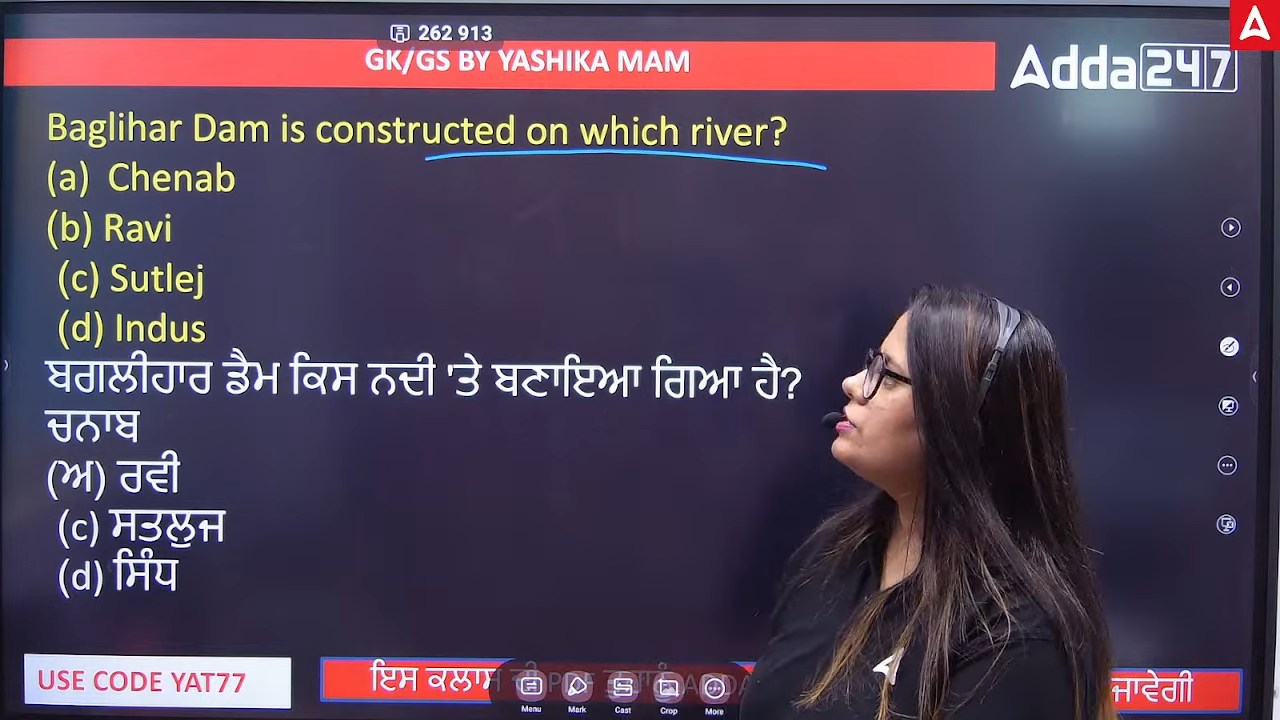 262 913
GK/GS BY YASHIKA MAM
Adda247
Baglihar Dam is constructed on which river?
(a) Chenab
(b) Ravi
(c) Sutlej
(d) Indus
ਬਗਲੀਹਾਰ ਡੈਮ ਕਿਸ ਨਦੀ 'ਤੇ ਬਣਾਇਆ ਗਿਆ ਹੈ?
ਚਨਾਬ
(ਅ) ਰਵੀ
(c) ਸਤਲੁਜ
(d) ਸਿੰਧ
USE CODE YAT77
ਇਸ ਕਲਾਸ ਜਾਵੇਗੀ
Menu Mark Cast Crop More